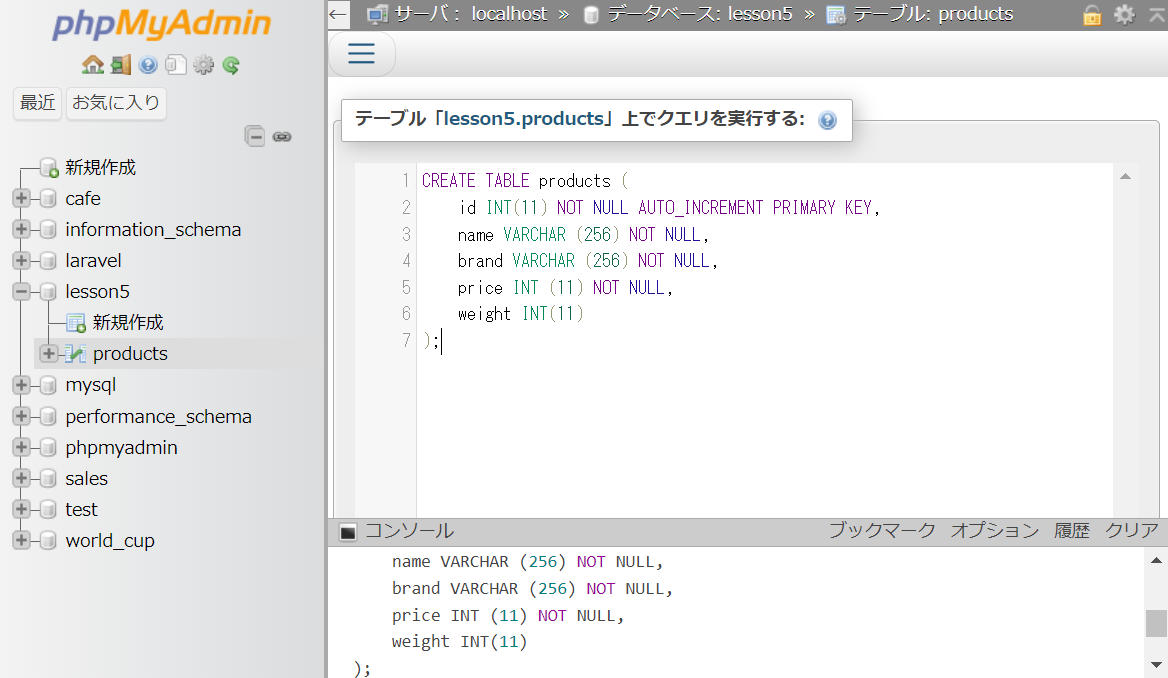 phpMyAdmin
最近 お気に入り
新規作成
cafe
information_schema
laravel
lesson5
新規作成
products
mysql
performance_schema
phpmyadmin
sales
test
world_cup
← サーバ： localhost » データベース: lesson5 » テーブル: products
テーブル「lesson5.products」上でクエリを実行する:
1 CREATE TABLE products (
2 id INT(11) NOT NULL AUTO_INCREMENT PRIMARY KEY,
3 name VARCHAR (256) NOT NULL,
4 brand VARCHAR (256) NOT NULL,
5 price INT (11) NOT NULL,
6 weight INT(11)
7 );
コンソール ブックマーク オプション 履歴 クリア
name VARCHAR (256) NOT NULL,
brand VARCHAR (256) NOT NULL,
price INT (11) NOT NULL,
weight INT(11)
);